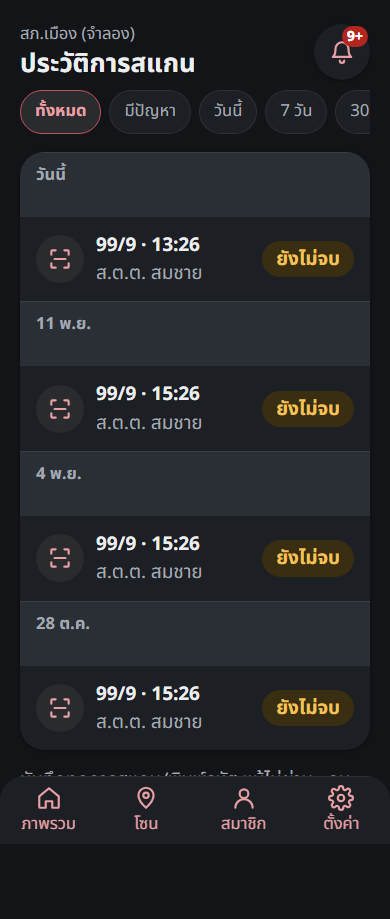 สภ.เมือง (จำลอง)
ประวัติการสแกน
9+
ทั้งหมด
มีปัญหา
วันนี้
7 วัน
30
วันนี้
99/9 · 13:26
ส.ต.ต. สมชาย
ยังไม่จบ
11 พ.ย.
99/9 · 15:26
ส.ต.ต. สมชาย
ยังไม่จบ
4 พ.ย.
99/9 · 15:26
ส.ต.ต. สมชาย
ยังไม่จบ
28 ต.ค.
99/9 · 15:26
ส.ต.ต. สมชาย
ยังไม่จบ
ภาพรวม
โซน
สมาชิก
ตั้งค่า